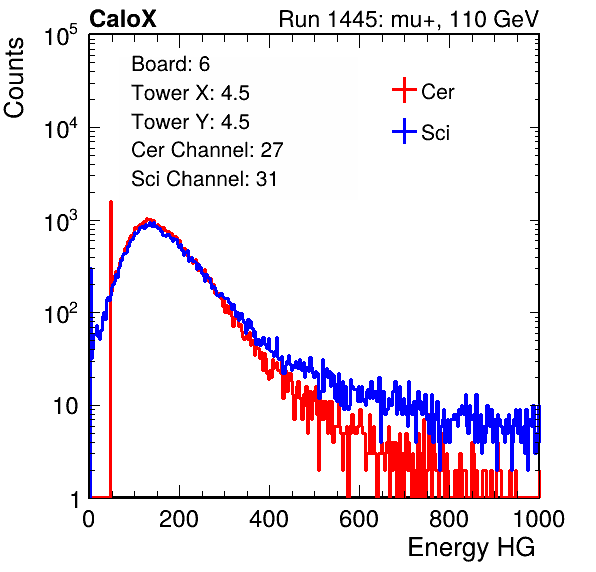 CaloX Run 1445: mu+, 110 GeV
Counts
Board: 6
Tower X: 4.5
Tower Y: 4.5
Cer Channel: 27
Sci Channel: 31
Cer
Sci
10^5
10^4
10^3
10^2
10
1
0 200 400 600 800 1000
Energy HG